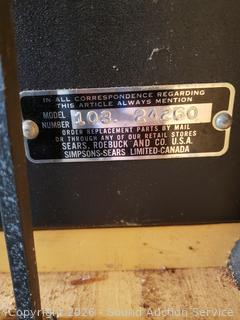 IN ALL CORRESPONDENCE REGARDING
THIS ARTICLE ALWAYS MENTION
MODEL NUMBER 103. 24260
ORDER REPLACEMENT PARTS BY MAIL
OR THROUGH ANY OF OUR RETAIL STORES
SEARS, ROEBUCK AND CO. U.S.A.
SIMPSONS-SEARS LIMITED-CANADA
Copyright 2026 - Sound Auction Service